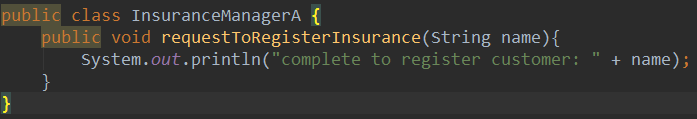 public class InsuranceManagerA {
    public void requestToRegisterInsurance(String name){
        System.out.println("complete to register customer: " + name);
    }
}